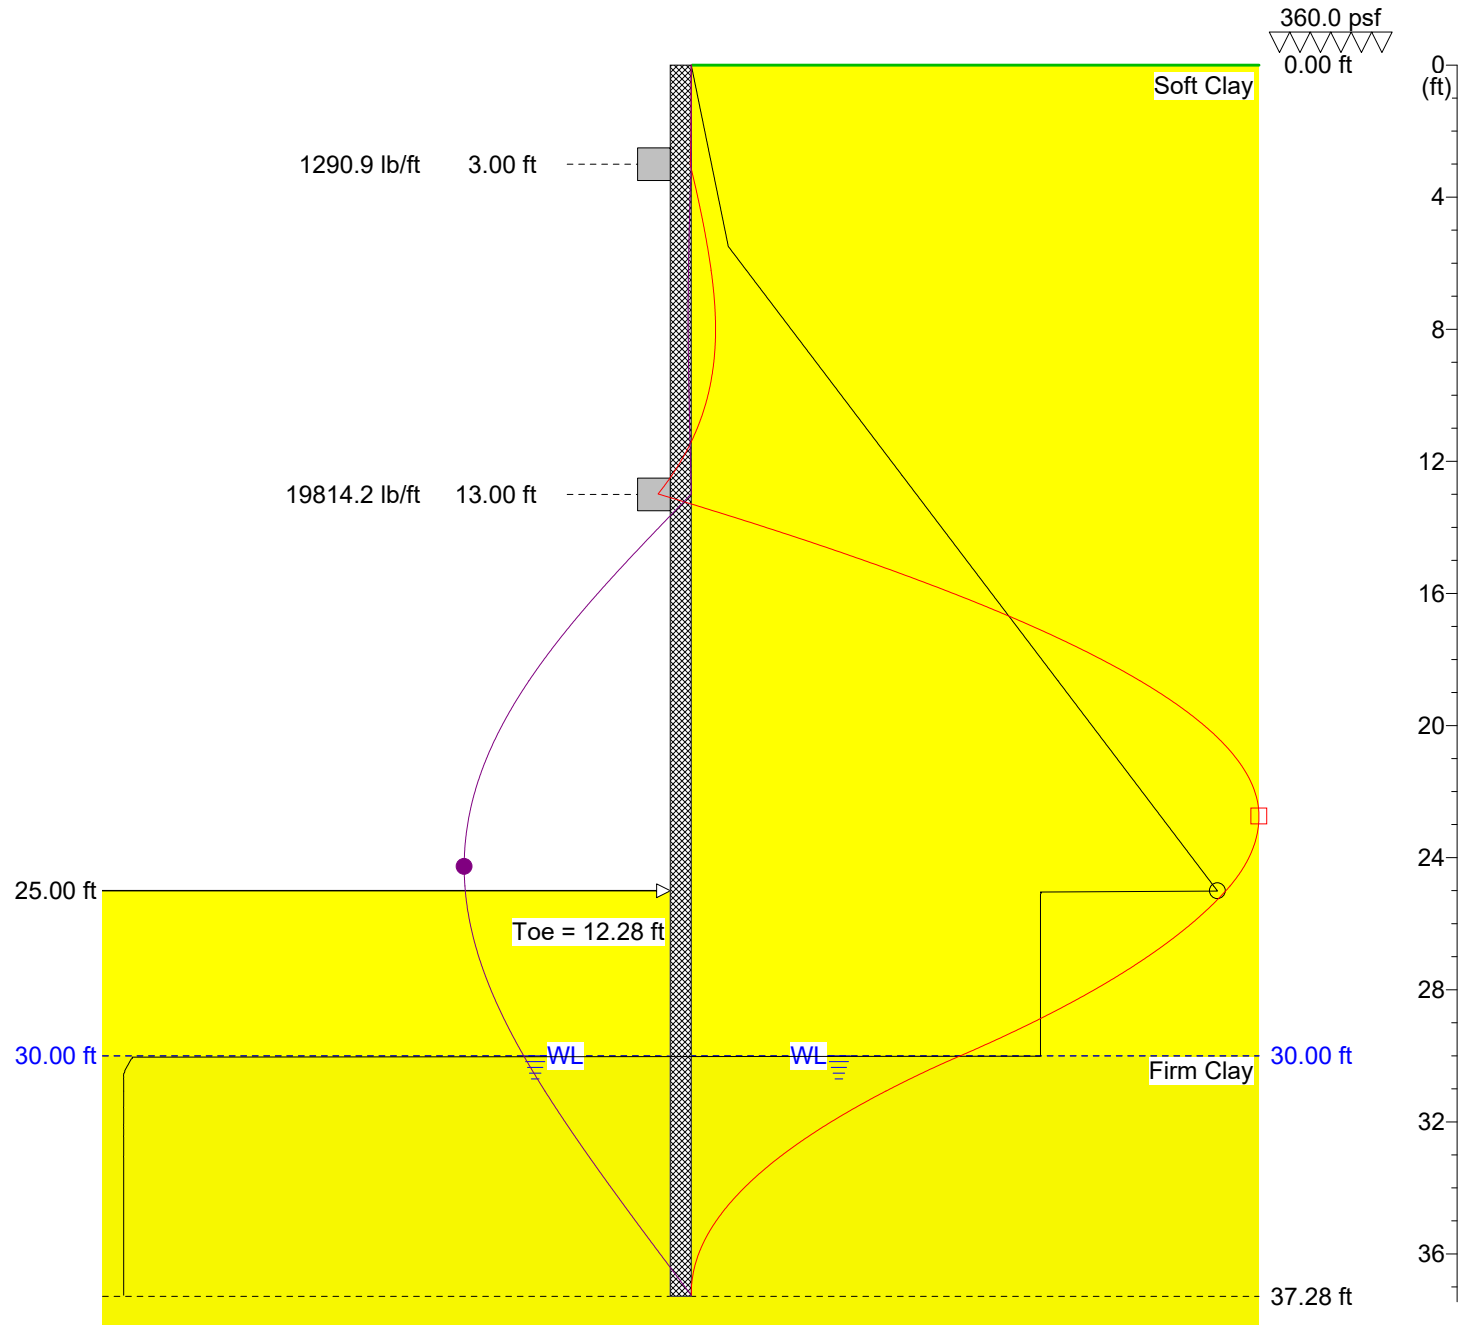 360.0 psf
0.00 ft
0
(ft)
Soft Clay
1290.9 lb/ft 3.00 ft
4
8
12
19814.2 lb/ft 13.00 ft
16
20
24
25.00 ft
Toe = 12.28 ft
28
30.00 ft
WL
WL
30.00 ft
Firm Clay
32
36
37.28 ft